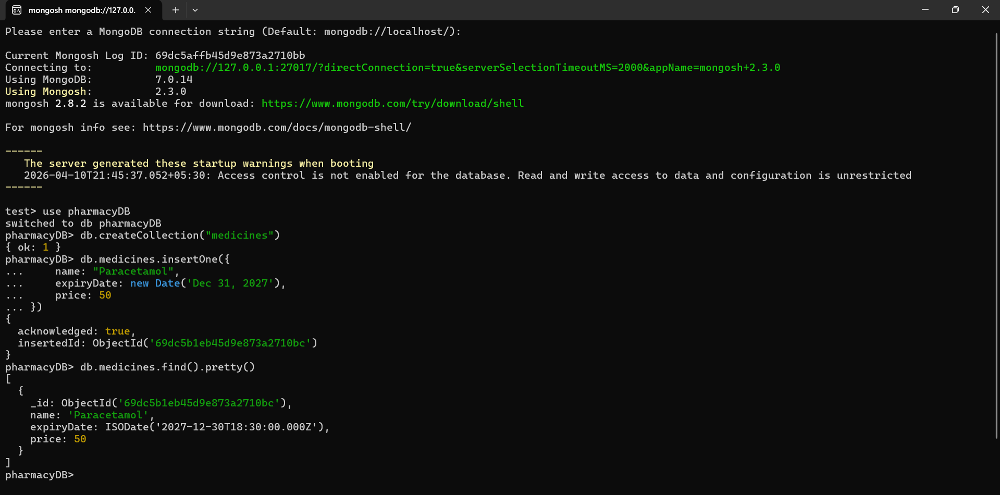 mongosh mongodb://127.0.0.
Please enter a MongoDB connection string (Default: mongodb://localhost/):
Current Mongosh Log ID: 69dc5affb45d9e873a2710bb
Connecting to:          mongodb://127.0.0.1:27017/?directConnection=true&serverSelectionTimeoutMS=2000&appName=mongosh+2.3.0
Using MongoDB:          7.0.14
Using Mongosh:          2.3.0
mongosh 2.8.2 is available for download: https://www.mongodb.com/try/download/shell
For mongosh info see: https://www.mongodb.com/docs/mongodb-shell/
------
   The server generated these startup warnings when booting
   2026-04-10T21:45:37.052+05:30: Access control is not enabled for the database. Read and write access to data and configuration is unrestricted
------
test> use pharmacyDB
switched to db pharmacyDB
pharmacyDB> db.createCollection("medicines")
{ ok: 1 }
pharmacyDB> db.medicines.insertOne({
...     name: "Paracetamol",
...     expiryDate: new Date('Dec 31, 2027'),
...     price: 50
... })
{
  acknowledged: true,
  insertedId: ObjectId('69dc5b1eb45d9e873a2710bc')
}
pharmacyDB> db.medicines.find().pretty()
[
  {
    _id: ObjectId('69dc5b1eb45d9e873a2710bc'),
    name: 'Paracetamol',
    expiryDate: ISODate('2027-12-30T18:30:00.000Z'),
    price: 50
  }
]
pharmacyDB>